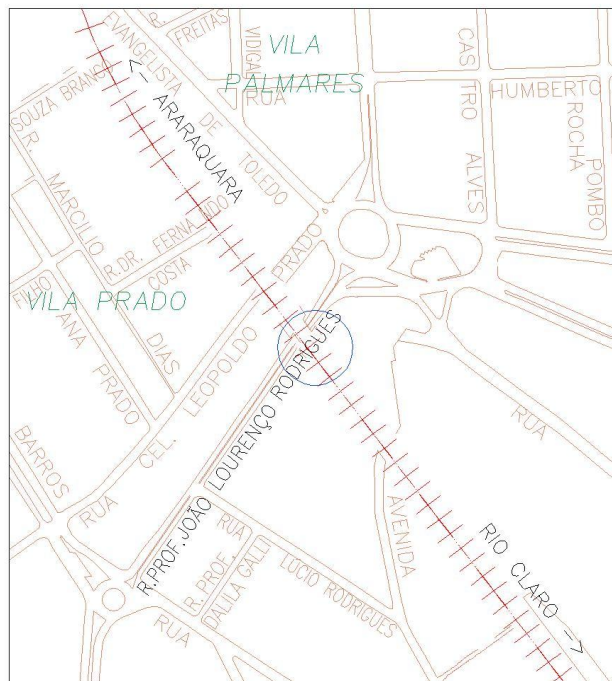 R.
FREITAS
EVANGELISTA
DE
TOLEDO
VIDIGAL
VILA
PALMARES
RUA
CAS
TRO
ALVES
HUMBERTO
ROCHA
POMBO
SOUZA BRANCO
<- ARARAQUARA
R.
MARCILIO
DIAS
R.DR. FERNANDO
COSTA
PRADO
VILA PRADO
FILHO
ANA
PRADO
RUA
CEL. LEOPOLDO
BARROS
R.PROF.JOÃO LOURENÇO RODRIGUES
RUA
AVENIDA
RIO CLARO ->
RUA
LUCIO RODRIGUES
R. PROF.
DALILA GALLI
RUA